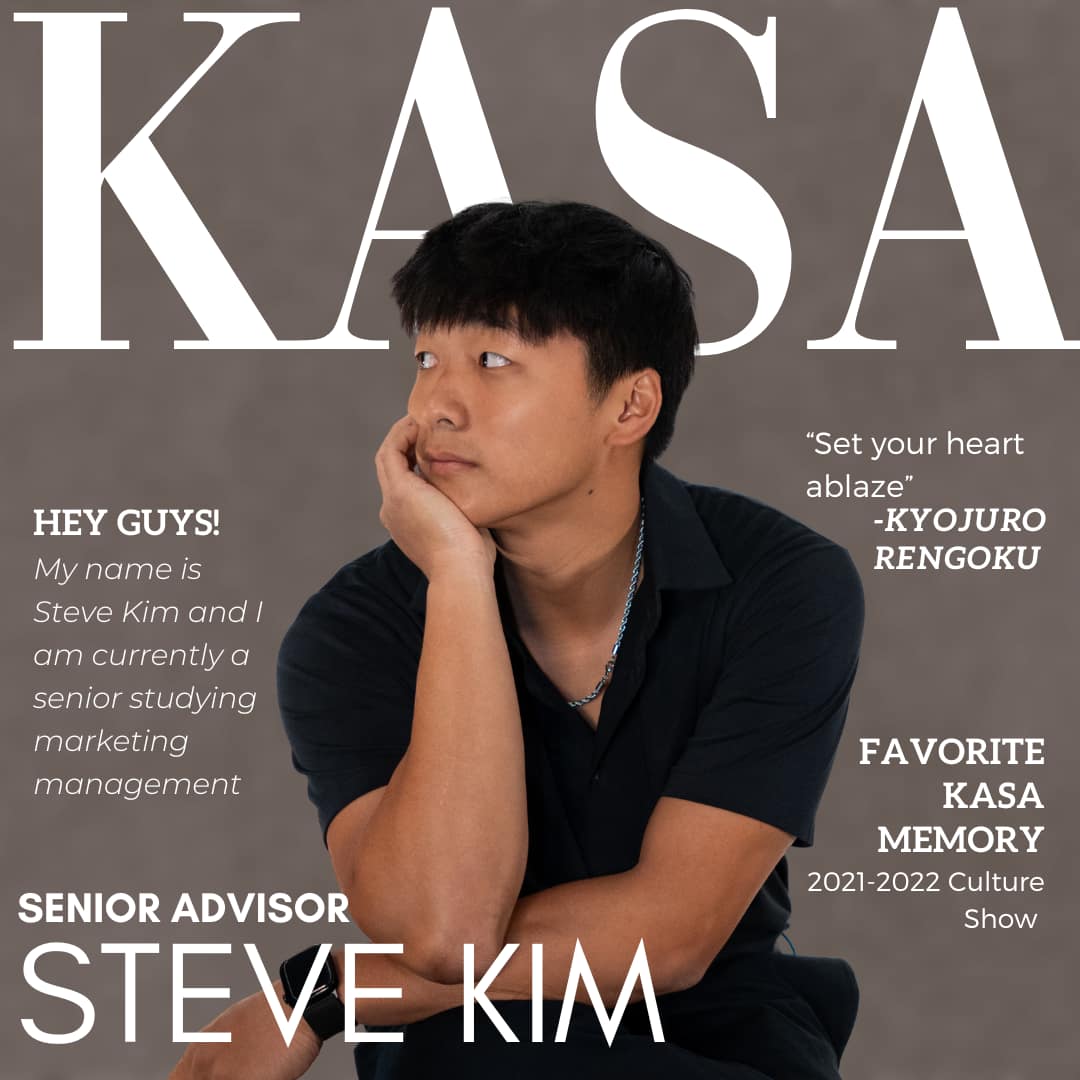 KASA
HEY GUYS!
My name is
Steve Kim and I
am currently a
senior studying
marketing
management
“Set your heart
ablaze”
-KYOJURO
RENGOKU
FAVORITE
KASA
MEMORY
2021-2022 Culture
Show
SENIOR ADVISOR
STEVE KIM